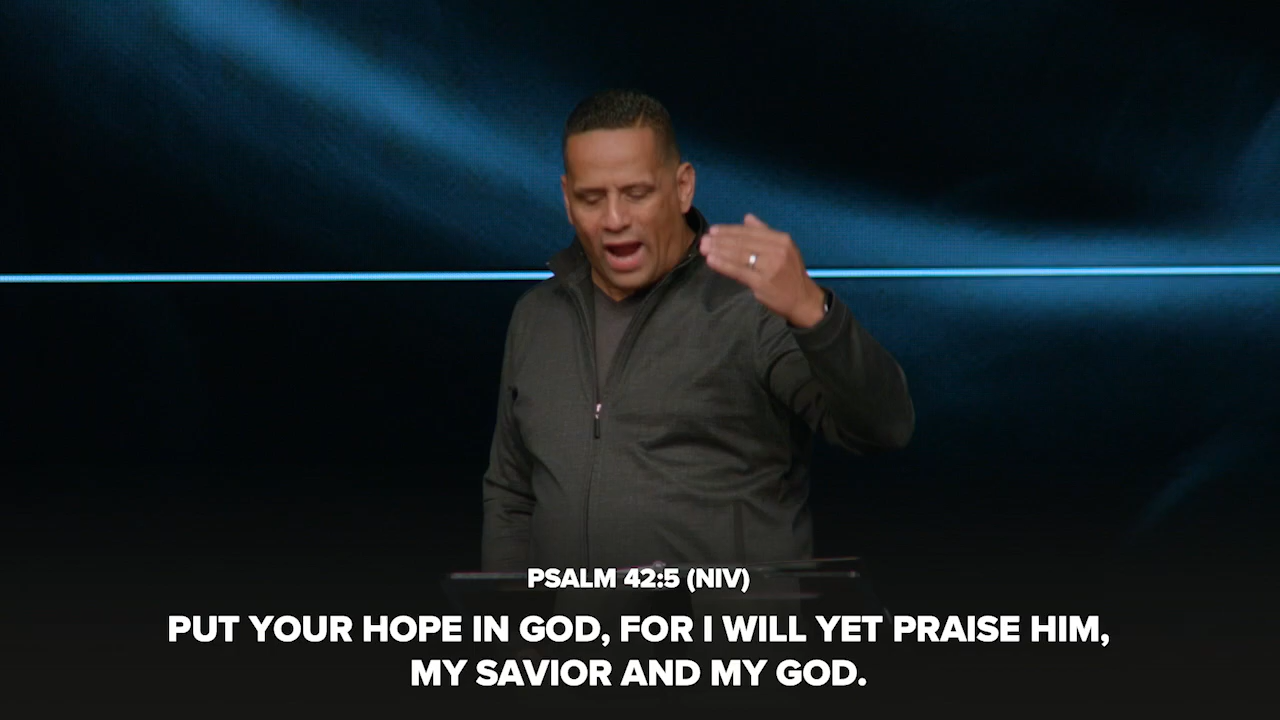 PSALM 42:5 (NIV)
PUT YOUR HOPE IN GOD, FOR I WILL YET PRAISE HIM,
MY SAVIOR AND MY GOD.